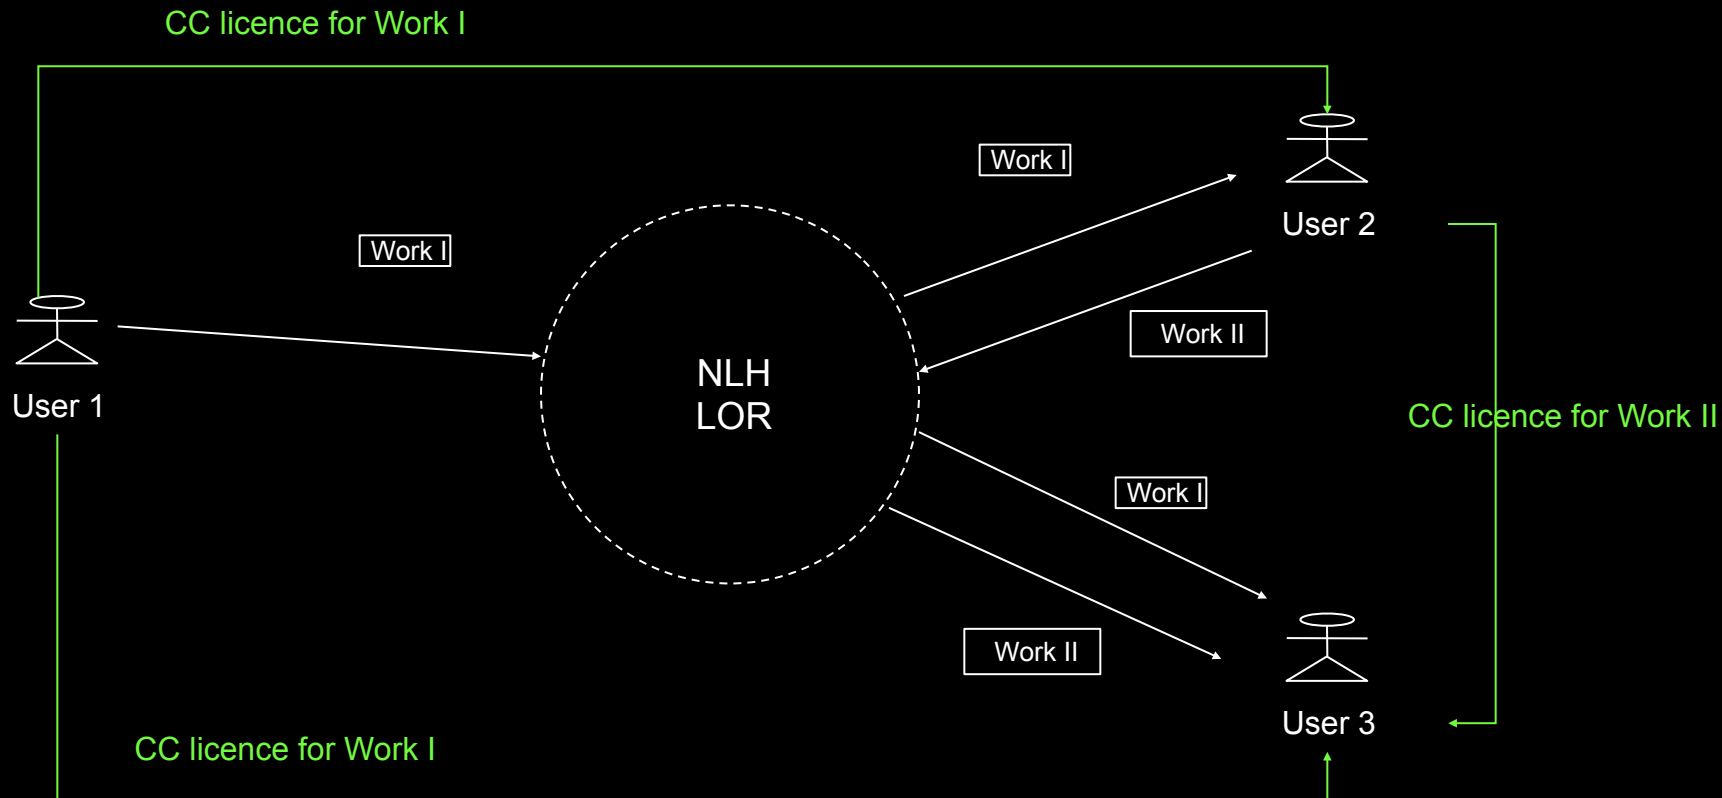 CC licence for Work I
Work I
User 2
Work I
Work II
NLH
LOR
User 1
CC licence for Work II
Work I
Work II
User 3
CC licence for Work I